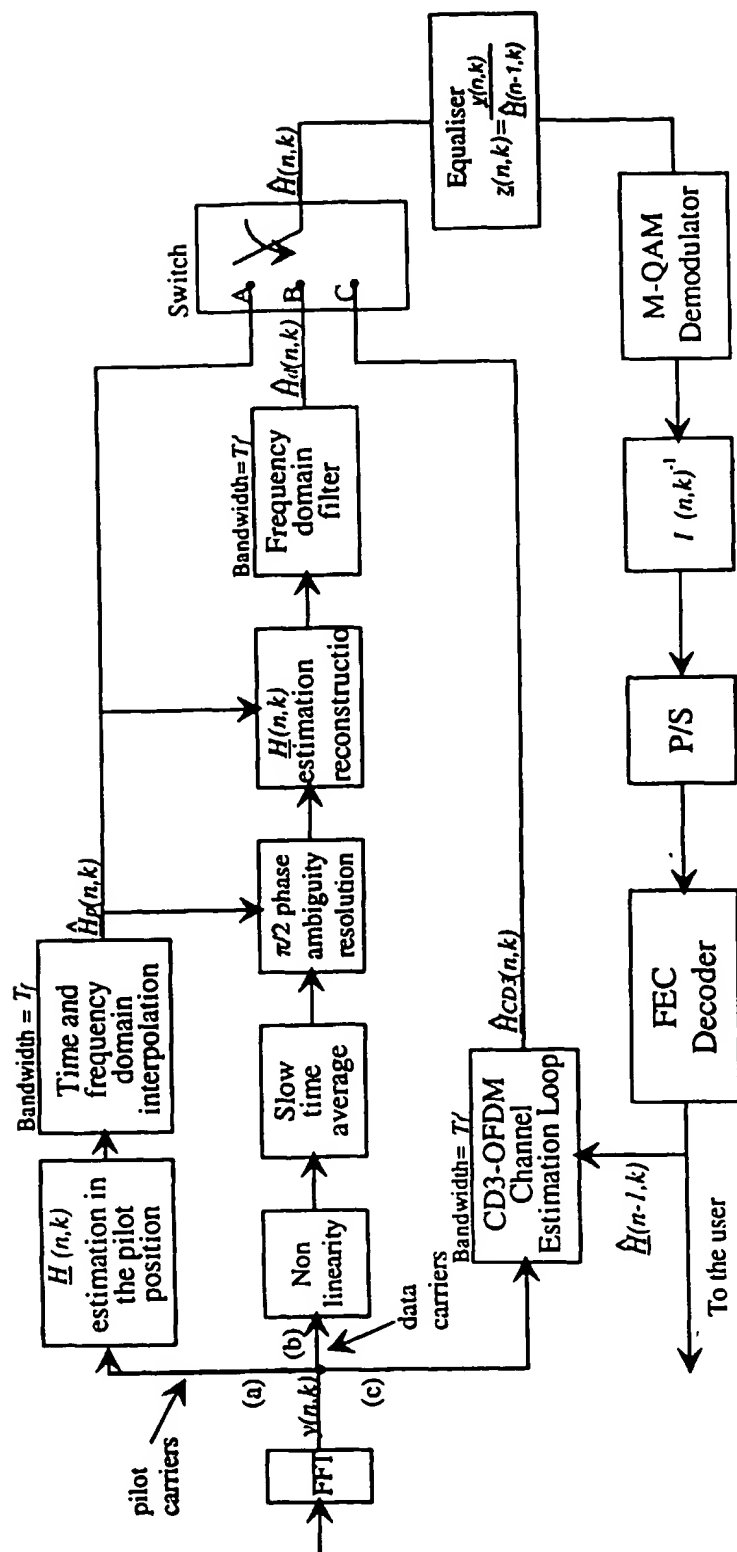 pilot
carriers
FFT
y(n,k)
(a)
(b)
(c)
data
carriers
H (n,k)
estimation in
the pilot
position
Bandwidth = Tf
Time and
frequency
domain
interpolation
Ĥp(n,k)
Non
linearity
Slow
time
average
π/2 phase
ambiguity
resolution
H(n,k)
estimation
reconstructio
Bandwidth=Tf
Frequency
domain
filter
Ĥd(n,k)
Bandwidth= Tf
CD3-OFDM
Channel
Estimation Loop
ĤCD3(n,k)
Ĥ(n-1,k)
Switch
A
B
C
Ĥ(n,k)
Equaliser
z(n,k)= y(n,k) / Ĥ(n-1,k)
M-QAM
Demodulator
I (n,k)⁻¹
P/S
FEC
Decoder
To the user